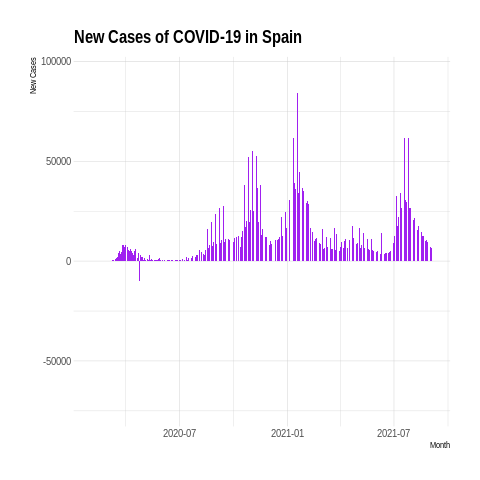 New Cases of COVID-19 in Spain
New Cases
100000
50000
0
-50000
2020-07
2021-01
2021-07
Month